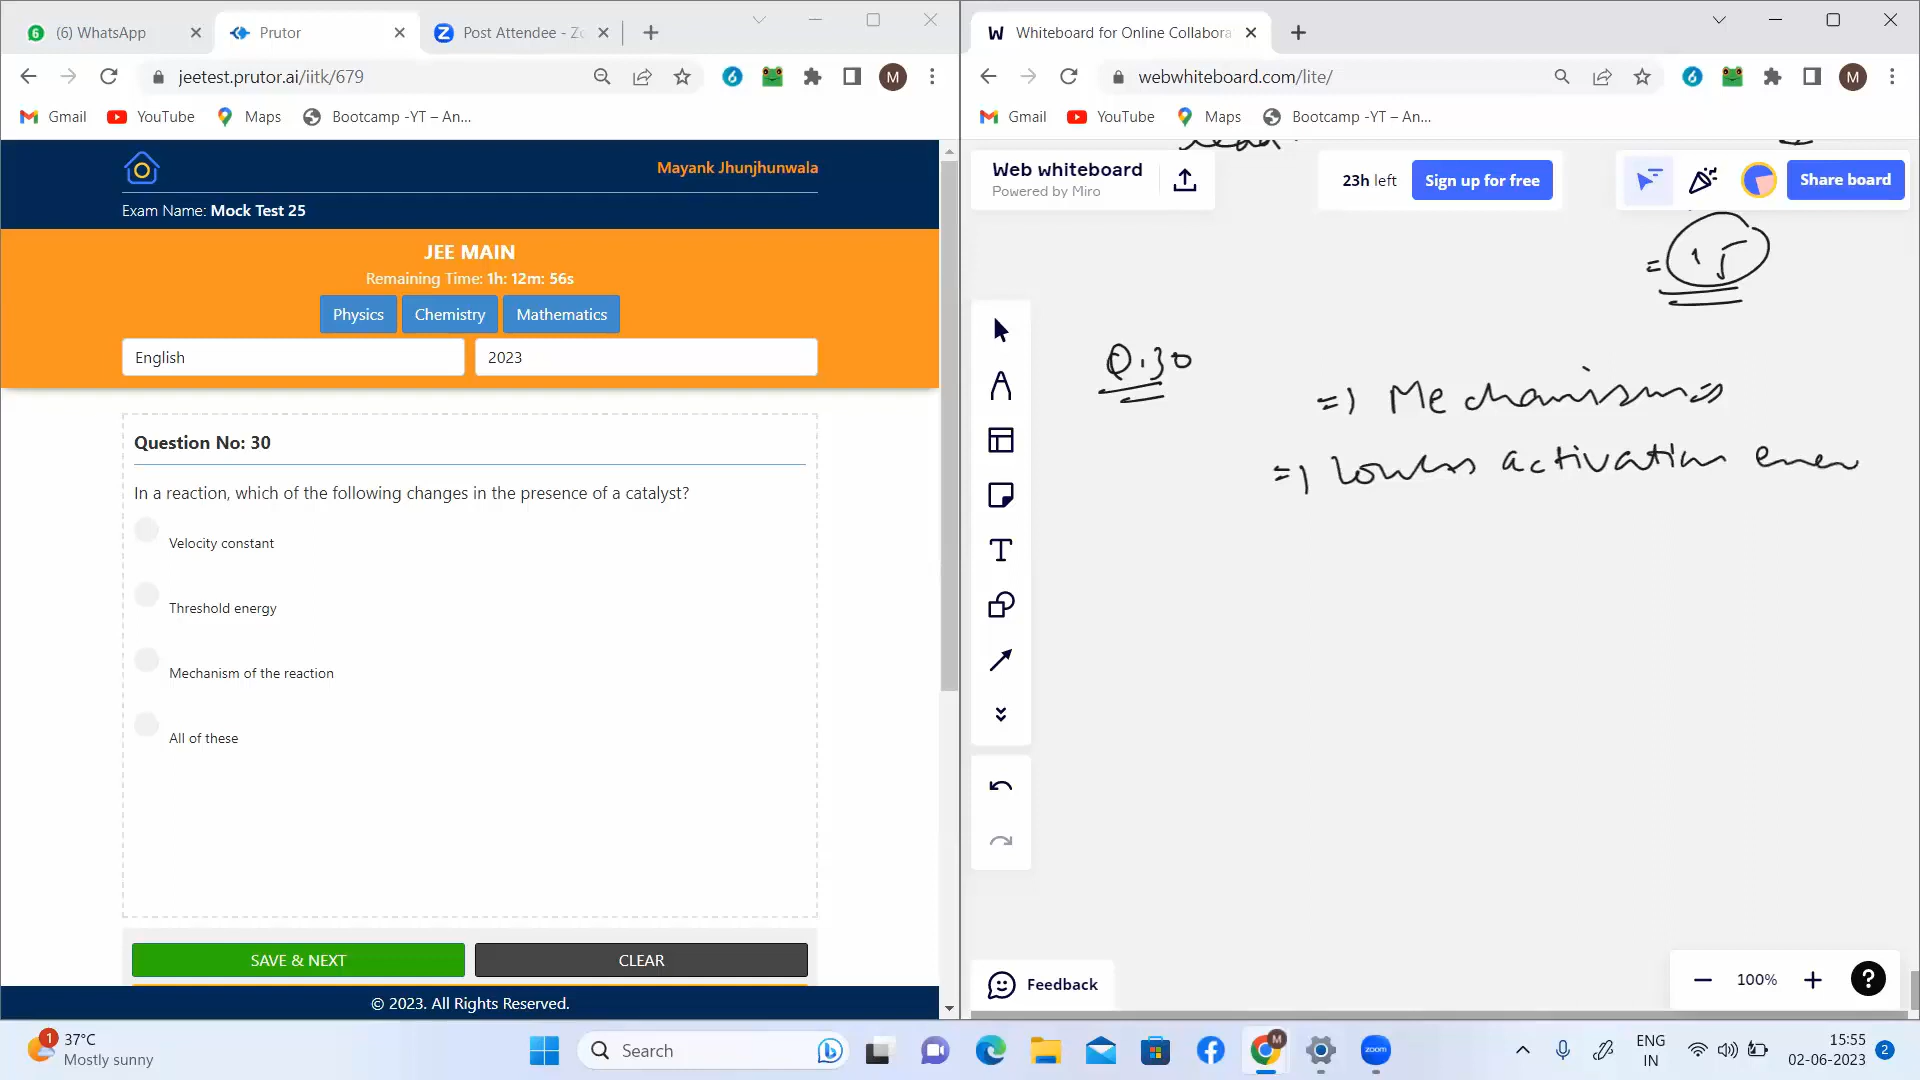 (6) WhatsApp
Prutor
Post Attendee - Zo
jeetest.prutor.ai/iitk/679
M
Gmail
YouTube
Maps
Bootcamp -YT – An...
Mayank Jhunjhunwala
Exam Name: Mock Test 25
JEE MAIN
Remaining Time: 1h: 12m: 56s
Physics
Chemistry
Mathematics
English
2023
Question No: 30
In a reaction, which of the following changes in the presence of a catalyst?
Velocity constant
Threshold energy
Mechanism of the reaction
All of these
SAVE & NEXT
CLEAR
© 2023. All Rights Reserved.
Whiteboard for Online Collabora
webwhiteboard.com/lite/
M
Gmail
YouTube
Maps
Bootcamp -YT – An...
Web whiteboard
Powered by Miro
23h left
Sign up for free
Share board
= 15
Q.30
=) Mechanism
=) activation ener
Feedback
100%
37°C
Mostly sunny
Search
zoom
ENG
IN
15:55
02-06-2023
2